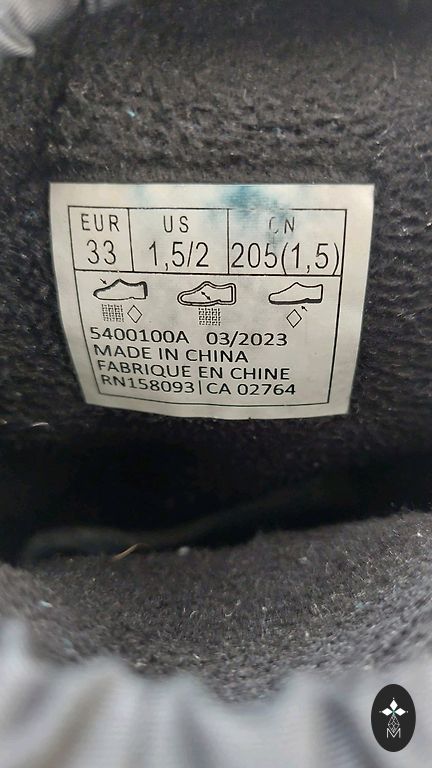 EUR US CN
33 1,5/2 205(1,5)
5400100A 03/2023
MADE IN CHINA
FABRIQUE EN CHINE
RN158093|CA 02764
M